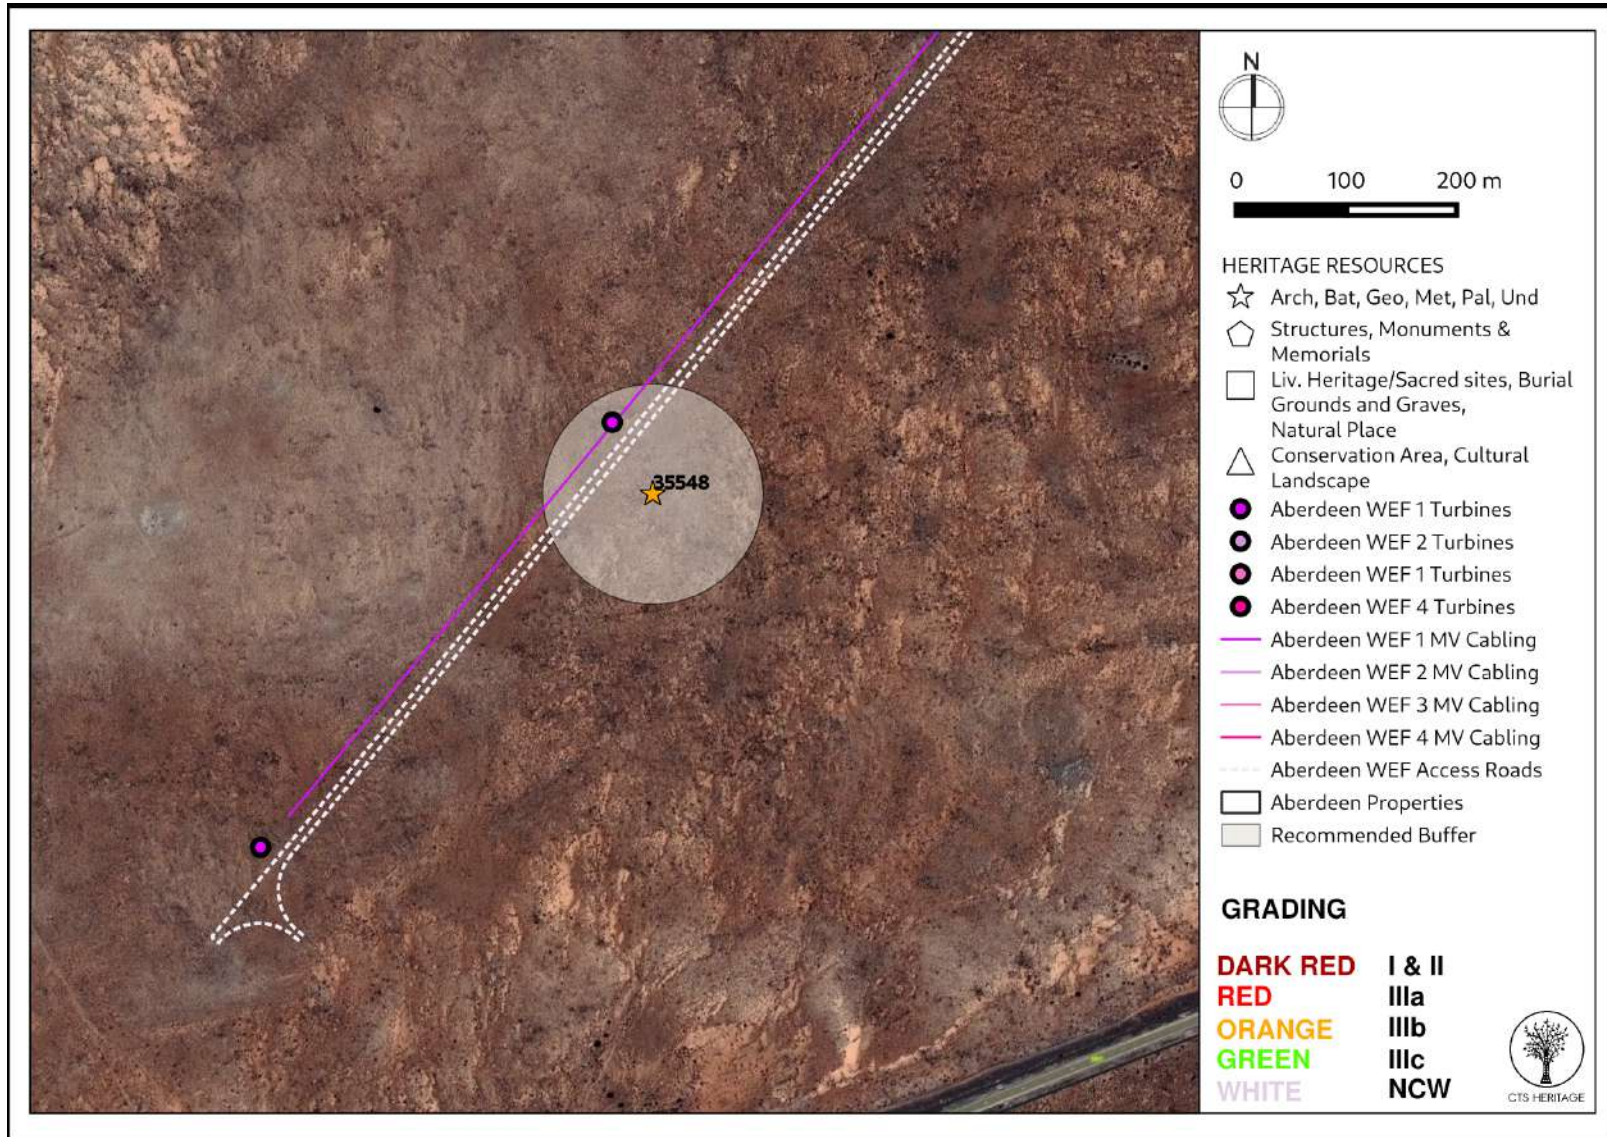 35548
N
0 100 200 m
HERITAGE RESOURCES
Arch, Bat, Geo, Met, Pal, Und
Structures, Monuments &
Memorials
Liv. Heritage/Sacred sites, Burial
Grounds and Graves,
Natural Place
Conservation Area, Cultural
Landscape
Aberdeen WEF 1 Turbines
Aberdeen WEF 2 Turbines
Aberdeen WEF 1 Turbines
Aberdeen WEF 4 Turbines
Aberdeen WEF 1 MV Cabling
Aberdeen WEF 2 MV Cabling
Aberdeen WEF 3 MV Cabling
Aberdeen WEF 4 MV Cabling
Aberdeen WEF Access Roads
Aberdeen Properties
Recommended Buffer
GRADING
DARK RED I & II
RED IIIa
ORANGE IIIb
GREEN IIIc
WHITE NCW
CTS HERITAGE